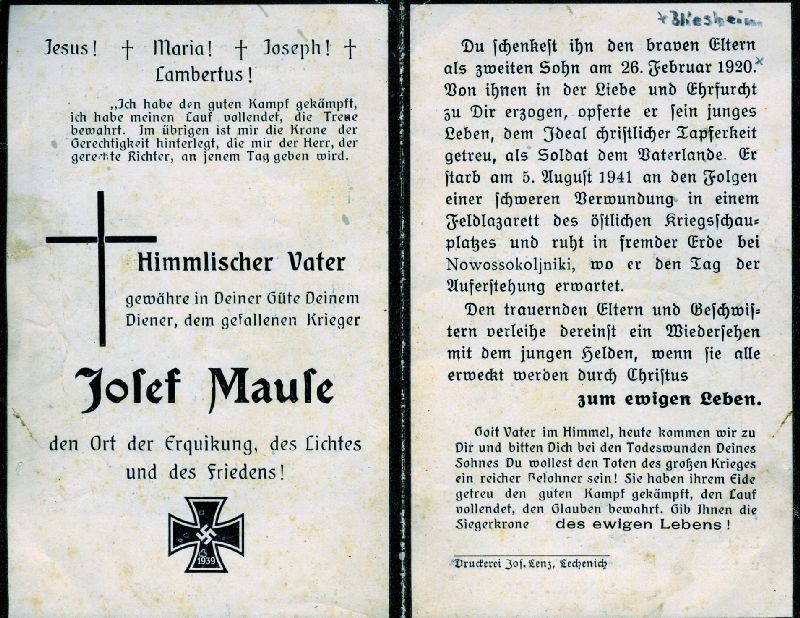 Jesus! † Maria! † Joseph! †
Lambertus!
„Ich habe den guten Kampf gekämpft,
ich habe meinen Lauf vollendet, die Treue
bewahrt. Im übrigen ist mir die Krone der
Gerechtigkeit hinterlegt, die mir der Herr, der
gerechte Richter, an jenem Tag geben wird.
Himmlischer Vater
gewähre in Deiner Güte Deinem
Diener, dem gefallenen Krieger
Josef Mause
den Ort der Erquikung, des Lichtes
und des Friedens!
1939
*Bliesheim
Du schenkest ihn den braven Eltern
als zweiten Sohn am 26. Februar 1920.*
Von ihnen in der Liebe und Ehrfurcht
zu Dir erzogen, opferte er sein junges
Leben, dem Ideal christlicher Tapferkeit
getreu, als Soldat dem Vaterlande. Er
starb am 5. August 1941 an den Folgen
einer schweren Verwundung in einem
Feldlazarett des östlichen Kriegsschau-
platzes und ruht in fremder Erde bei
Nowossokoljniki, wo er den Tag der
Auferstehung erwartet.
Den trauernden Eltern und Geschwis-
tern verleihe dereinst ein Wiedersehen
mit dem jungen Helden, wenn sie alle
erweckt werden durch Christus
zum ewigen Leben.
Gott Vater im Himmel, heute kommen wir zu
Dir und bitten Dich bei den Todeswunden Deines
Sohnes Du wollest den Toten des großen Krieges
ein reicher Belohner sein! Sie haben ihrem Eide
getreu den guten Kampf gekämpft, den Lauf
vollendet, den Glauben bewahrt. Gib Ihnen die
Siegerkrone des ewigen Lebens!
Druckerei Jos. Lenz, Lechenich